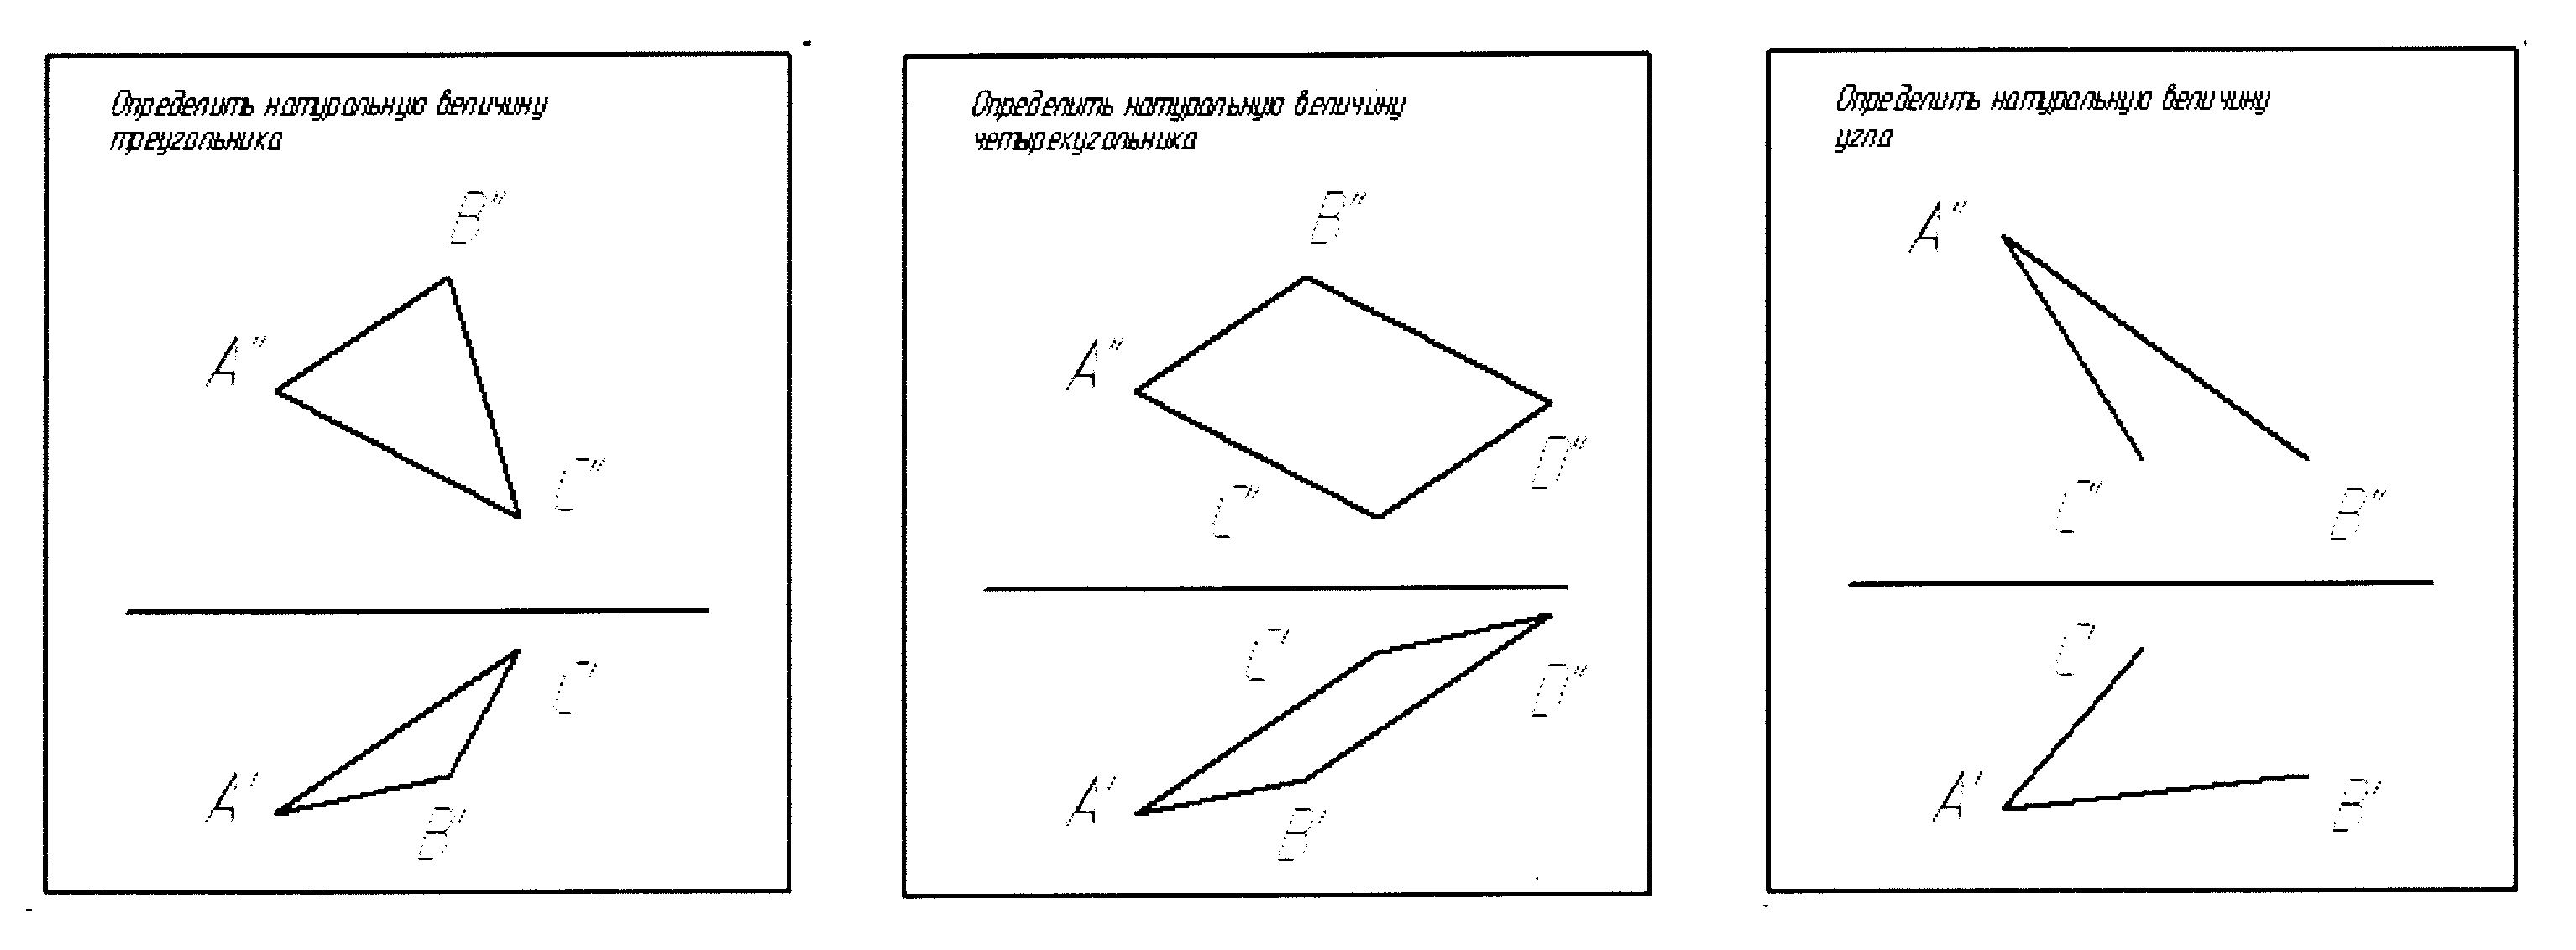 Определить натуральную величину
треугольника
B"
A"
C"
C'
A'
B'
Определить натуральную величину
четырехугольника
B"
A"
D"
C"
C'
D"
A'
B'
Определить натуральную величину
угла
A"
C"
B"
C'
A'
B'